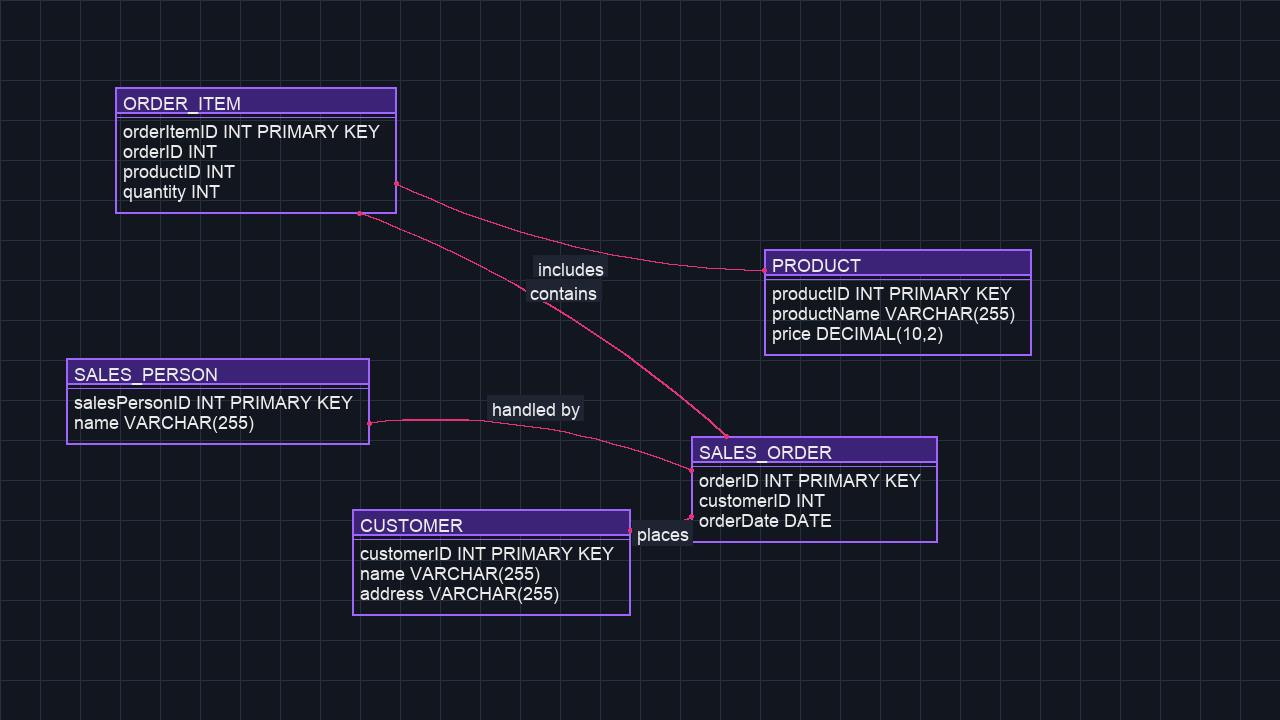 ORDER_ITEM
orderItemID INT PRIMARY KEY
orderID INT
productID INT
quantity INT
includes
contains
PRODUCT
productID INT PRIMARY KEY
productName VARCHAR(255)
price DECIMAL(10,2)
SALES_PERSON
salesPersonID INT PRIMARY KEY
name VARCHAR(255)
handled by
SALES_ORDER
orderID INT PRIMARY KEY
customerID INT
orderDate DATE
CUSTOMER
customerID INT PRIMARY KEY
name VARCHAR(255)
address VARCHAR(255)
places